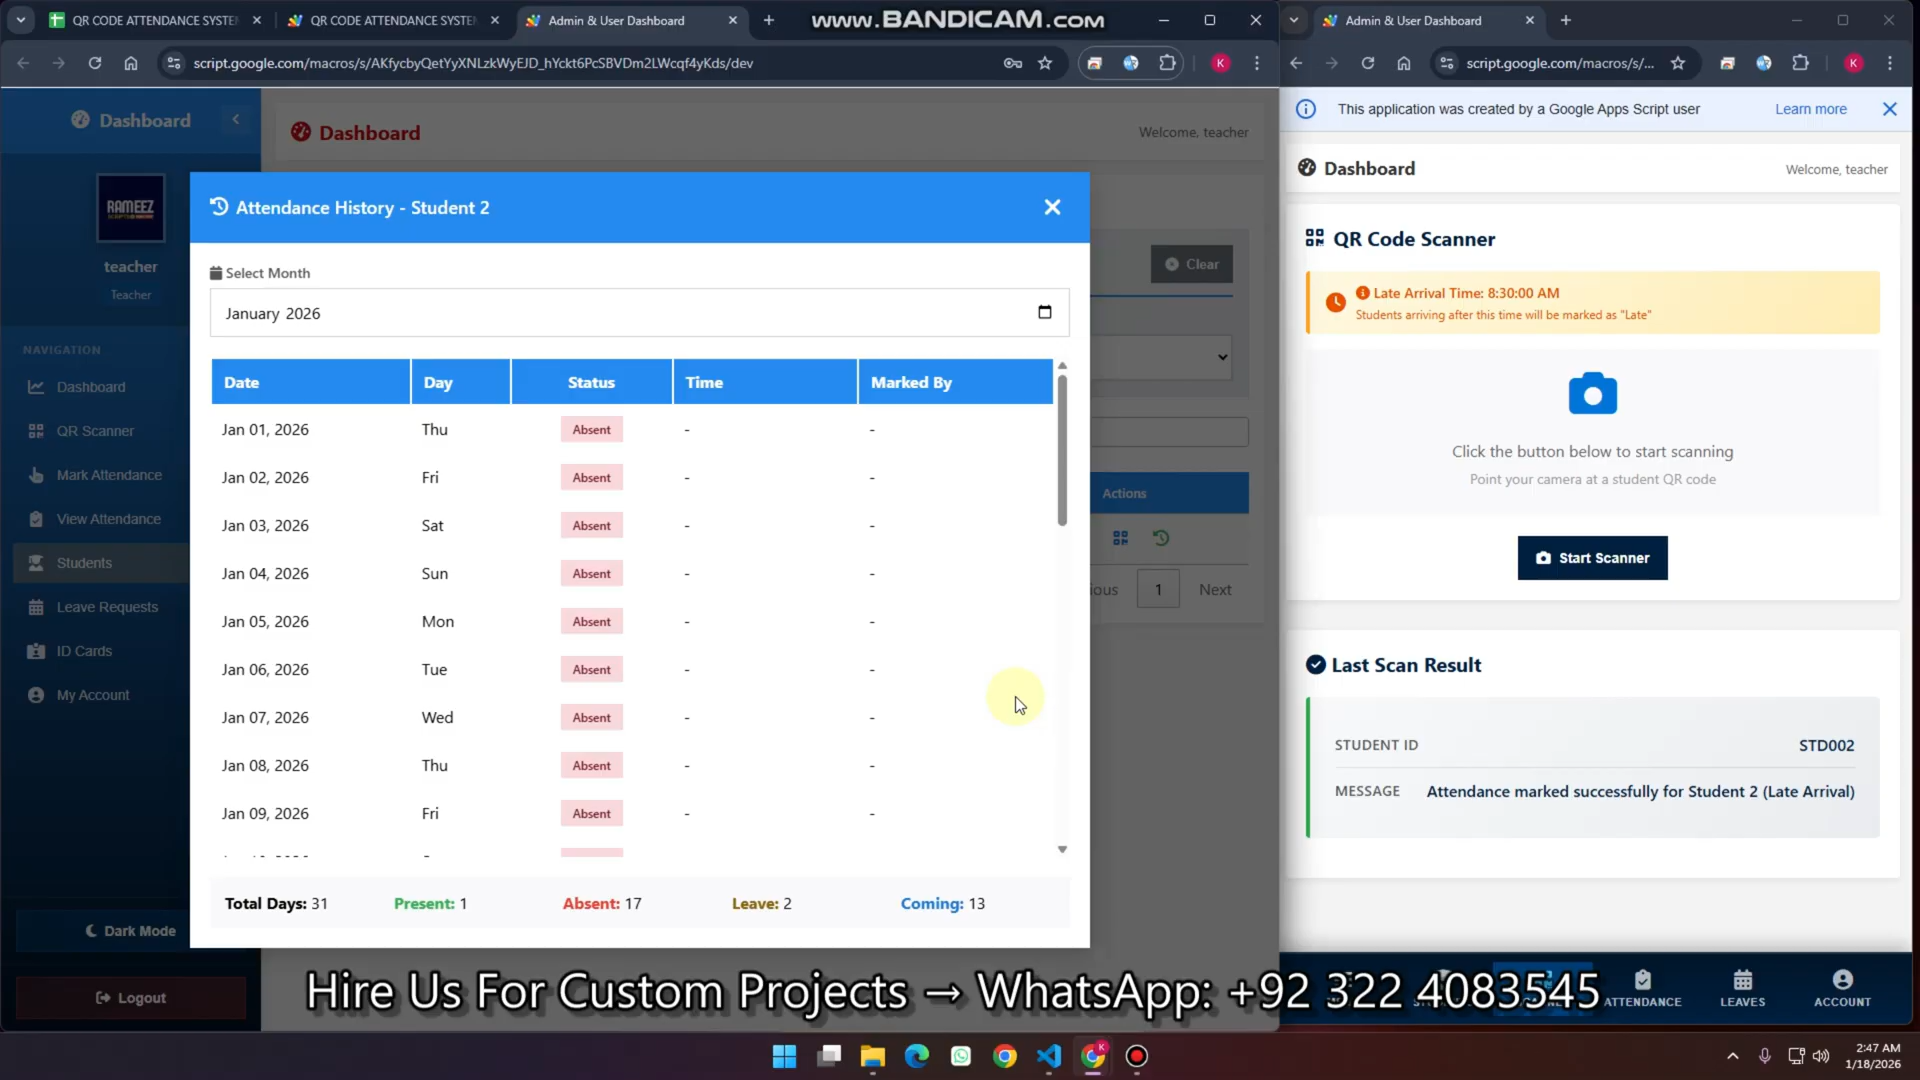 QR CODE ATTENDANCE SYSTEM
QR CODE ATTENDANCE SYSTEM
Admin & User Dashboard
www.BANDICAM.com
Admin & User Dashboard
script.google.com/macros/s/AKfycbyQetYyXNLzkWyEJD_hYckt6PcSBVDm2LWcqf4yKds/dev
K
script.google.com/macros/s/...
K
Dashboard
RAMEEZ
teacher
Teacher
NAVIGATION
Dashboard
QR Scanner
Mark Attendance
View Attendance
Students
Leave Requests
ID Cards
My Account
Dark Mode
Logout
Dashboard
Welcome, teacher
Clear
Actions
ious 1 Next
Attendance History - Student 2
Select Month
January 2026
Date Day Status Time Marked By
Jan 01, 2026 Thu Absent - -
Jan 02, 2026 Fri Absent - -
Jan 03, 2026 Sat Absent - -
Jan 04, 2026 Sun Absent - -
Jan 05, 2026 Mon Absent - -
Jan 06, 2026 Tue Absent - -
Jan 07, 2026 Wed Absent - -
Jan 08, 2026 Thu Absent - -
Jan 09, 2026 Fri Absent - -
Total Days: 31 Present: 1 Absent: 17 Leave: 2 Coming: 13
This application was created by a Google Apps Script user Learn more
Dashboard
Welcome, teacher
QR Code Scanner
Late Arrival Time: 8:30:00 AM
Students arriving after this time will be marked as "Late"
Click the button below to start scanning
Point your camera at a student QR code
Start Scanner
Last Scan Result
STUDENT ID STD002
MESSAGE Attendance marked successfully for Student 2 (Late Arrival)
ATTENDANCE LEAVES ACCOUNT
Hire Us For Custom Projects → WhatsApp: +92 322 4083545
2:47 AM
1/18/2026